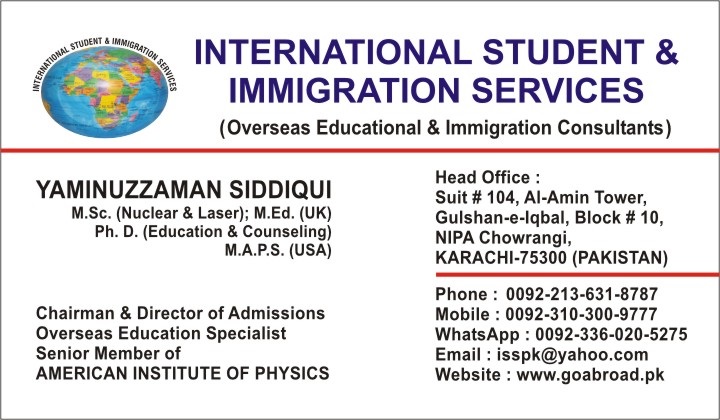 INTERNATIONAL STUDENT & IMMIGRATION SERVICES
INTERNATIONAL STUDENT &
IMMIGRATION SERVICES
(Overseas Educational & Immigration Consultants)
YAMINUZZAMAN SIDDIQUI
M.Sc. (Nuclear & Laser); M.Ed. (UK)
Ph. D. (Education & Counseling)
M.A.P.S. (USA)
Chairman & Director of Admissions
Overseas Education Specialist
Senior Member of
AMERICAN INSTITUTE OF PHYSICS
Head Office :
Suit # 104, Al-Amin Tower,
Gulshan-e-Iqbal, Block # 10,
NIPA Chowrangi,
KARACHI-75300 (PAKISTAN)
Phone : 0092-213-631-8787
Mobile : 0092-310-300-9777
WhatsApp : 0092-336-020-5275
Email : isspk@yahoo.com
Website : www.goabroad.pk